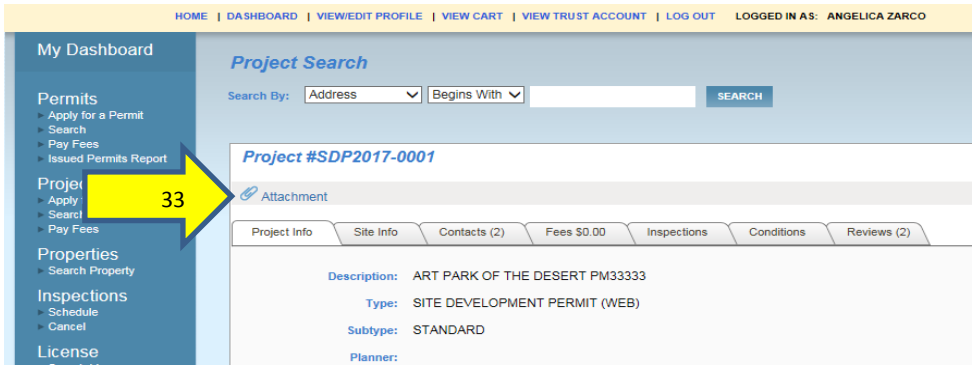 HOME | DASHBOARD | VIEW/EDIT PROFILE | VIEW CART | VIEW TRUST ACCOUNT | LOG OUT LOGGED IN AS: ANGELICA ZARCO
My Dashboard
Permits
Apply for a Permit
Search
Pay Fees
Issued Permits Report
Apply
Search
Pay Fees
Properties
Search Property
Inspections
Schedule
Cancel
License
33
Project Search
Search By: Address Begins With SEARCH
Project #SDP2017-0001
Attachment
Project Info Site Info Contacts (2) Fees $0.00 Inspections Conditions Reviews (2)
Description: ART PARK OF THE DESERT PM33333
Type: SITE DEVELOPMENT PERMIT (WEB)
Subtype: STANDARD
Planner: